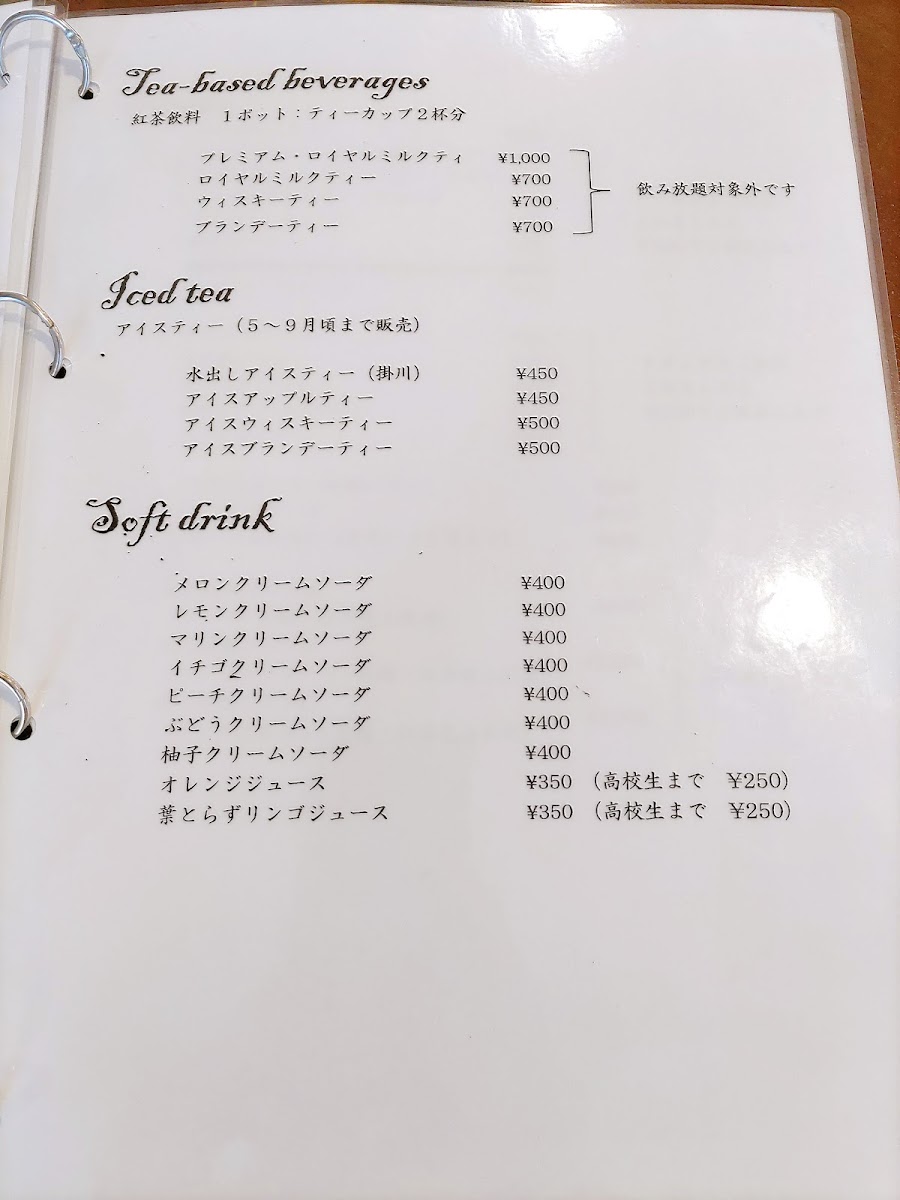 Tea-based beverages
紅茶飲料　１ポット：ティーカップ２杯分
プレミアム・ロイヤルミルクティ ¥1,000
ロイヤルミルクティー ¥700
ウィスキーティー ¥700
ブランデーティー ¥700
飲み放題対象外です
Iced tea
アイスティー（５～９月頃まで販売）
水出しアイスティー（掛川） ¥450
アイスアップルティー ¥450
アイスウィスキーティー ¥500
アイスブランデーティー ¥500
Soft drink
メロンクリームソーダ ¥400
レモンクリームソーダ ¥400
マリンクリームソーダ ¥400
イチゴクリームソーダ ¥400
ピーチクリームソーダ ¥400
ぶどうクリームソーダ ¥400
柚子クリームソーダ ¥400
オレンジジュース ¥350 （高校生まで　¥250）
葉とらずリンゴジュース ¥350 （高校生まで　¥250）